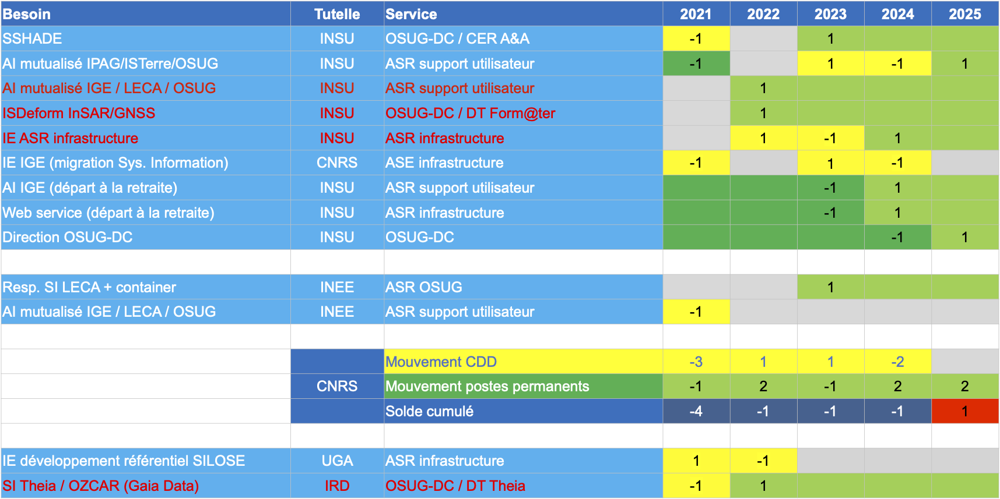 Besoin Tutelle Service 2021 2022 2023 2024 2025
SSHADE INSU OSUG-DC / CER A&A -1 1
AI mutualisé IPAG/ISTerre/OSUG INSU ASR support utilisateur -1 1 -1 1
AI mutualisé IGE / LECA / OSUG INSU ASR support utilisateur 1
ISDeform InSAR/GNSS INSU OSUG-DC / DT Form@ter 1
IE ASR infrastructure INSU ASR infrastructure 1 -1 1
IE IGE (migration Sys. Information) CNRS ASE infrastructure -1 1 -1
AI IGE (départ à la retraite) INSU ASR support utilisateur -1 1
Web service (départ à la retraite) INSU ASR infrastructure -1 1
Direction OSUG-DC INSU OSUG-DC -1 1
Resp. SI LECA + container INEE ASR OSUG 1
AI mutualisé IGE / LECA / OSUG INEE ASR support utilisateur -1
Mouvement CDD -3 1 1 -2
CNRS Mouvement postes permanents -1 2 -1 2 2
Solde cumulé -4 -1 -1 -1 1
IE développement référentiel SILOSE UGA ASR infrastructure 1 -1
SI Theia / OZCAR (Gaia Data) IRD OSUG-DC / DT Theia -1 1